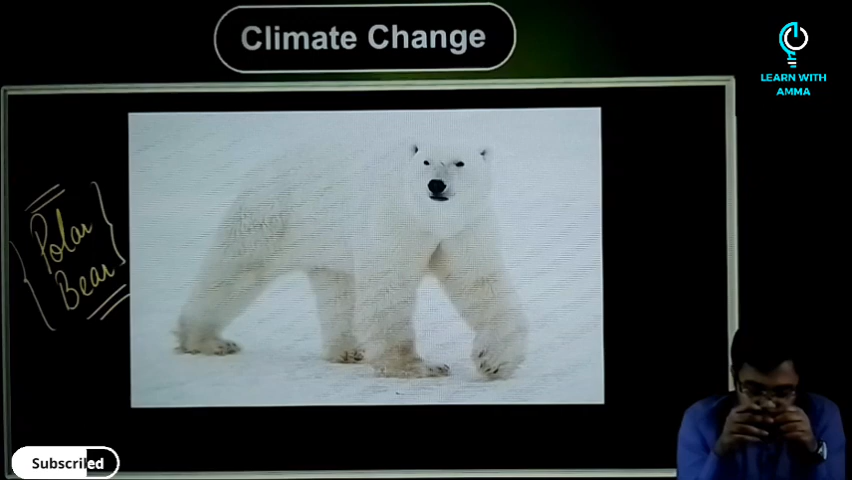 Climate Change
LEARN WITH
AMMA
Polar
Bear
Subscribed